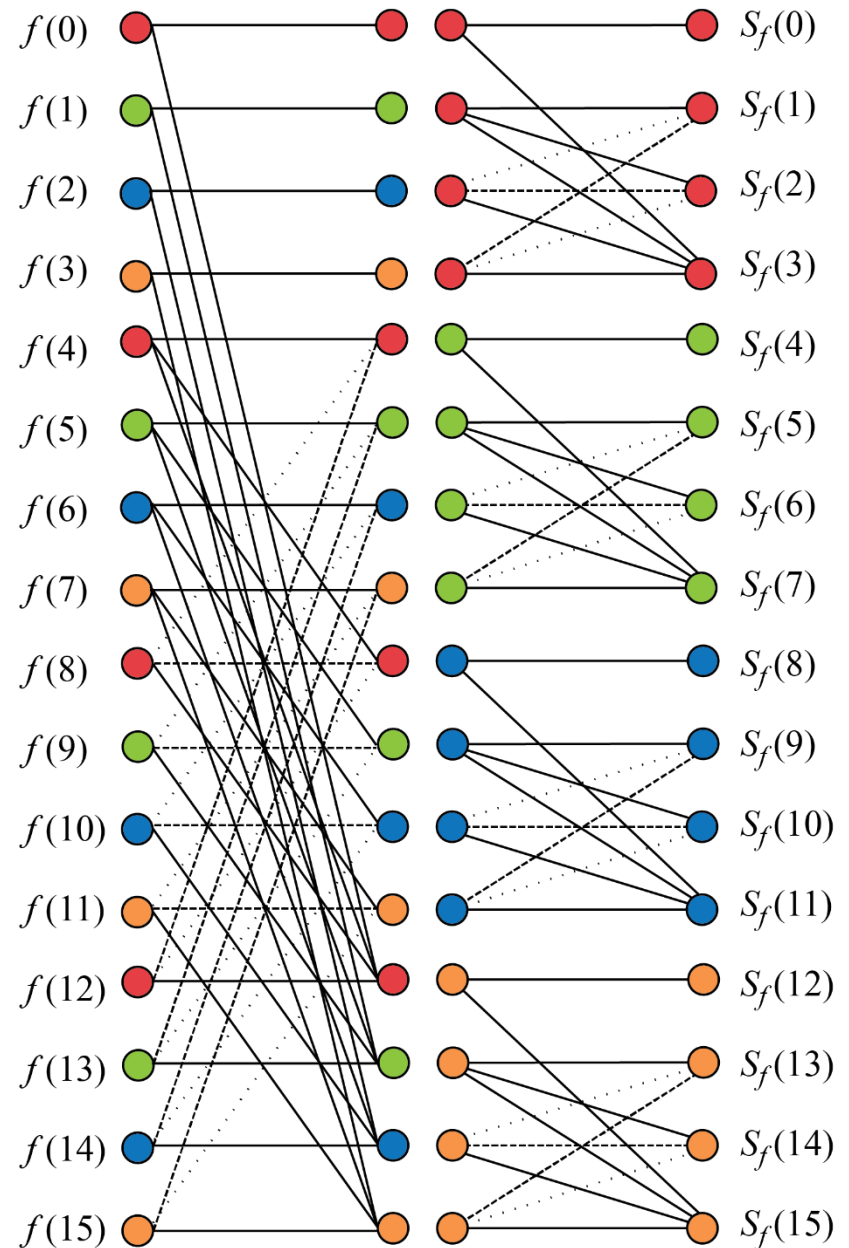 f(0) S_f(0)
f(1) S_f(1)
f(2) S_f(2)
f(3) S_f(3)
f(4) S_f(4)
f(5) S_f(5)
f(6) S_f(6)
f(7) S_f(7)
f(8) S_f(8)
f(9) S_f(9)
f(10) S_f(10)
f(11) S_f(11)
f(12) S_f(12)
f(13) S_f(13)
f(14) S_f(14)
f(15) S_f(15)